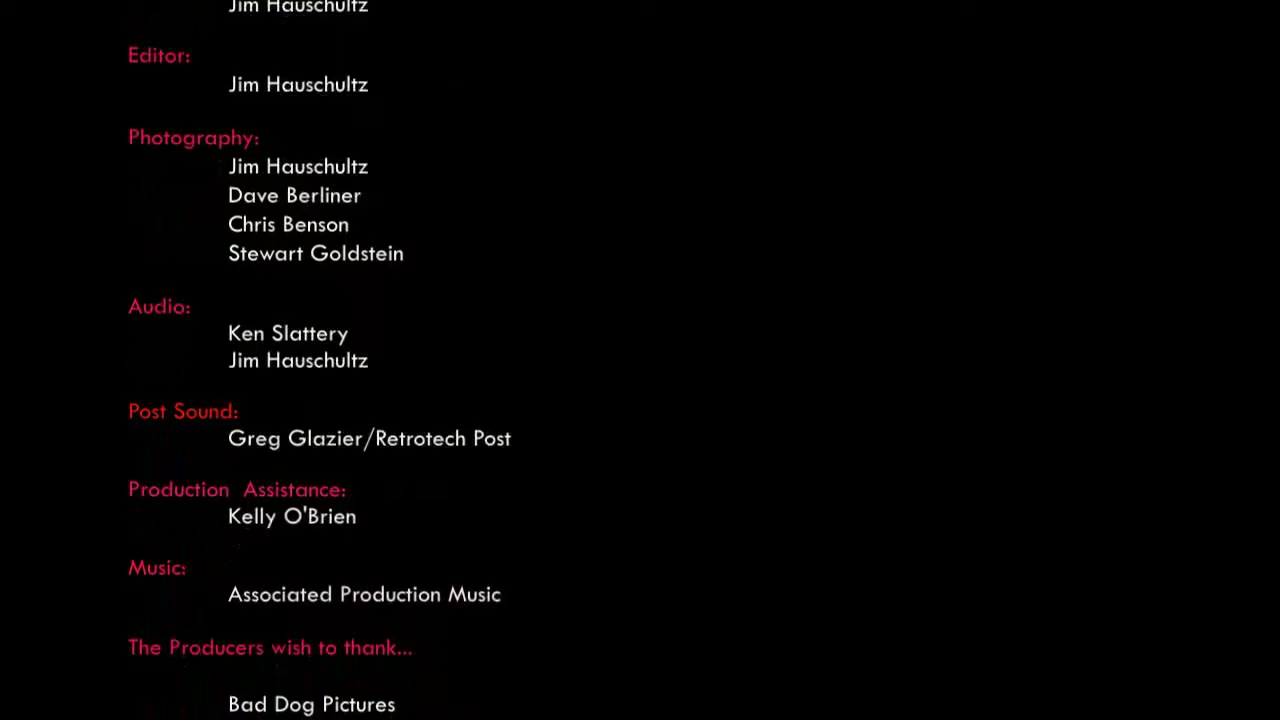 Jim Hauschultz
Editor:
Jim Hauschultz
Photography:
Jim Hauschultz
Dave Berliner
Chris Benson
Stewart Goldstein
Audio:
Ken Slattery
Jim Hauschultz
Post Sound:
Greg Glazier/Retrotech Post
Production  Assistance:
Kelly O'Brien
Music:
Associated Production Music
The Producers wish to thank...
Bad Dog Pictures